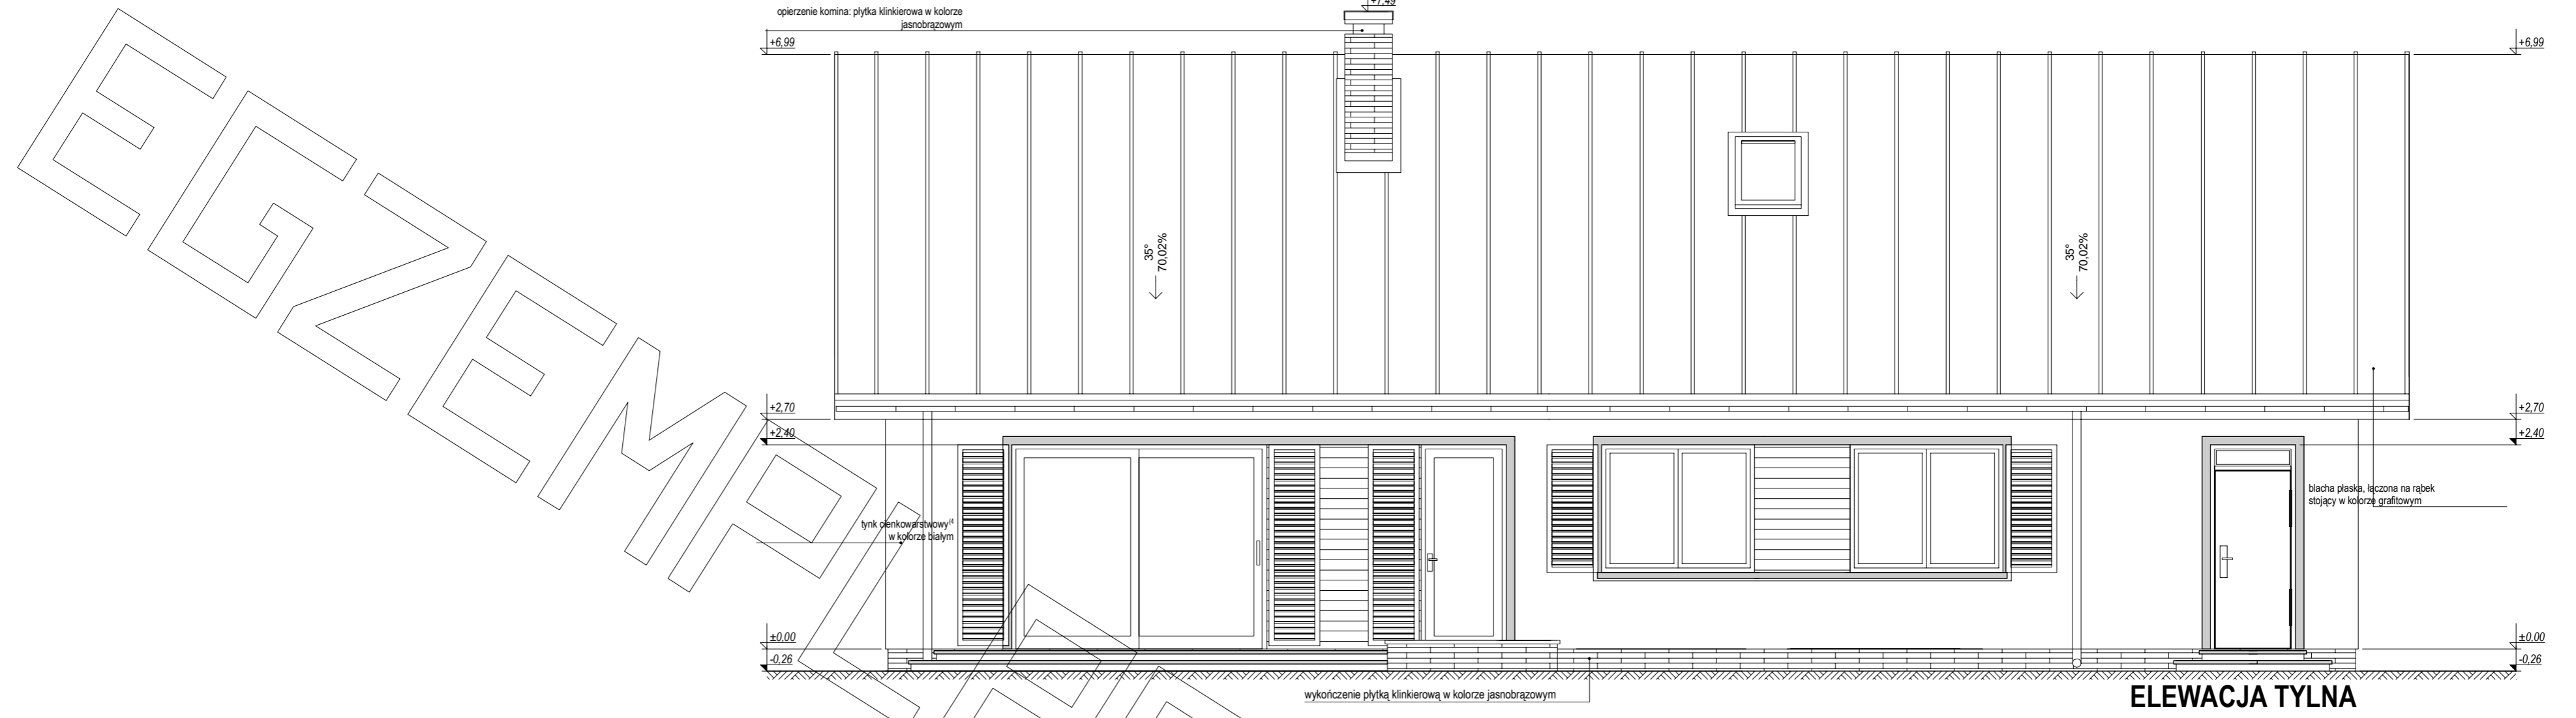 opierzenie komina: płytka klinkierowa w kolorze
jasnobrązowym
+7,49
+6,99
+6,99
35°
70,02%
35°
70,02%
+2,70
+2,40
+2,70
+2,40
tynk cienkowarstwowy
w kolorze białym
blacha płaska, łączona na rąbek
stojący w kolorze grafitowym
±0,00
-0,26
±0,00
-0,26
wykończenie płytką klinkierową w kolorze jasnobrązowym
ELEWACJA TYLNA
EGZEMPL